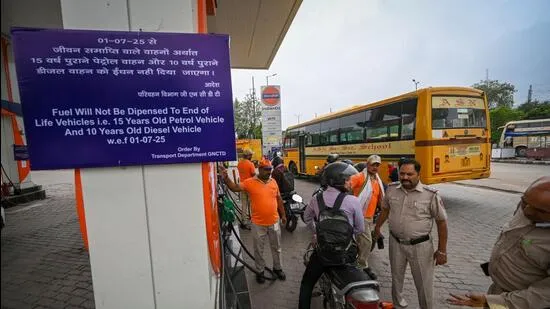 01-07-25 से
जीवन समाप्ति वाले वाहनों अर्थात
15 वर्ष पुराने पेट्रोल वाहन और 10 वर्ष पुराने
डीजल वाहन को ईंधन नही दिया जाएगा।
आदेश
परिवहन विभाग जी एन सी टी डी
Fuel Will Not Be Dipensed To End of
Life Vehicles i.e. 15 Years Old Petrol Vehicle
And 10 Years Old Diesel Vehicle
w.e.f 01-07-25
Order By
Transport Department GNCTD
A S N
School